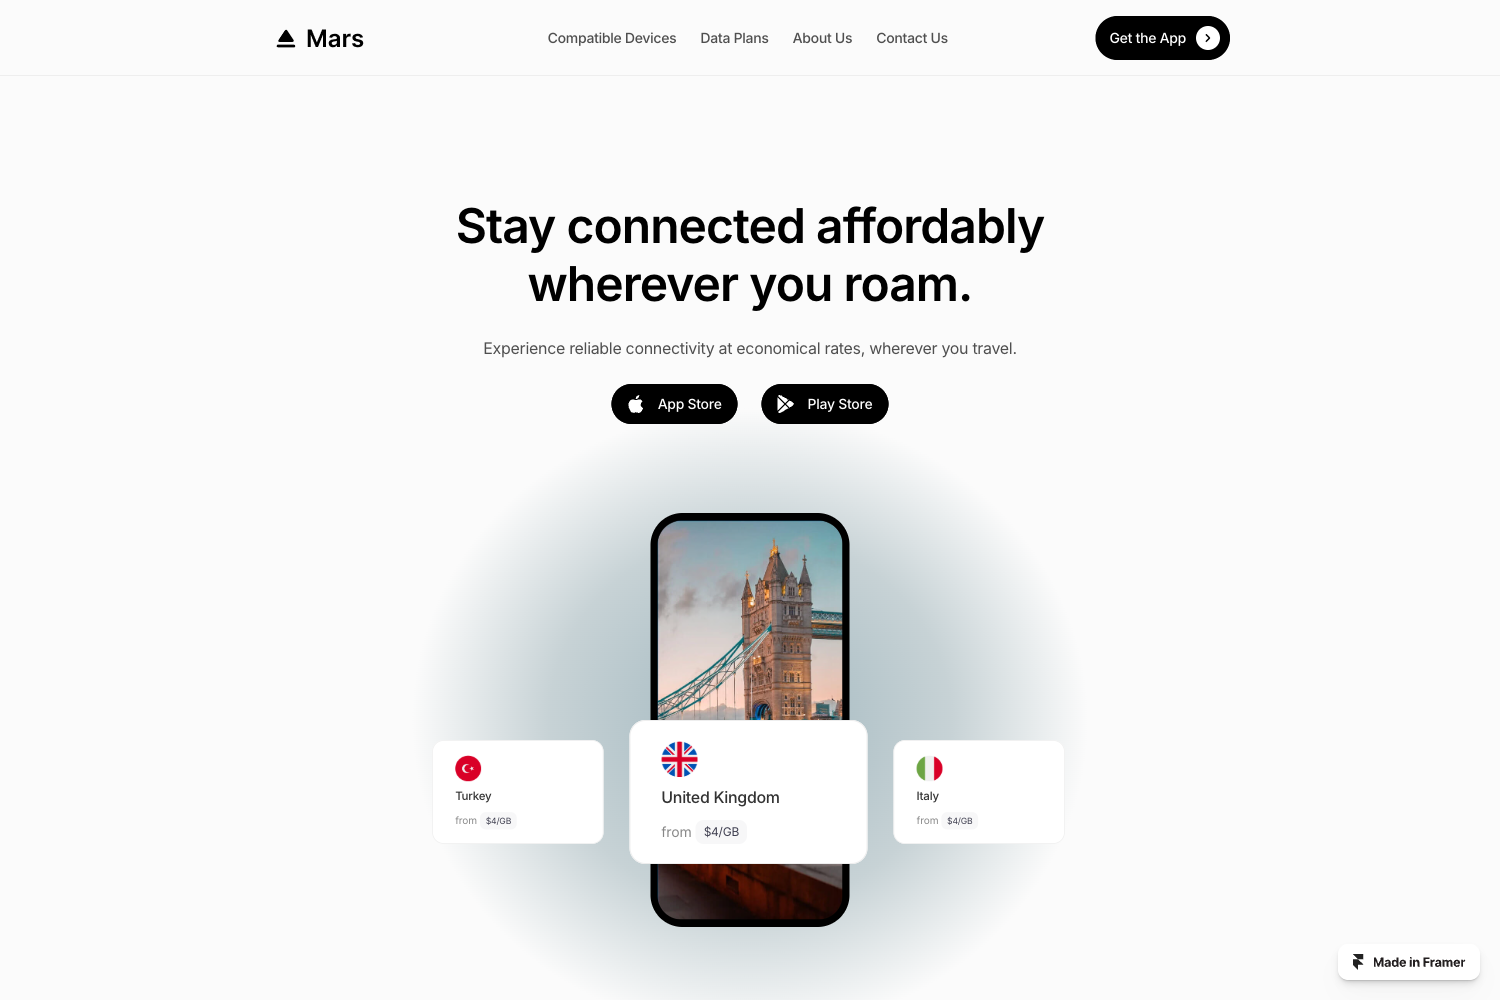 Mars
Compatible Devices
Data Plans
About Us
Contact Us
Get the App
Stay connected affordably
wherever you roam.
Experience reliable connectivity at economical rates, wherever you travel.
App Store
Play Store
Turkey
from $4/GB
United Kingdom
from $4/GB
Italy
from $4/GB
Made in Framer